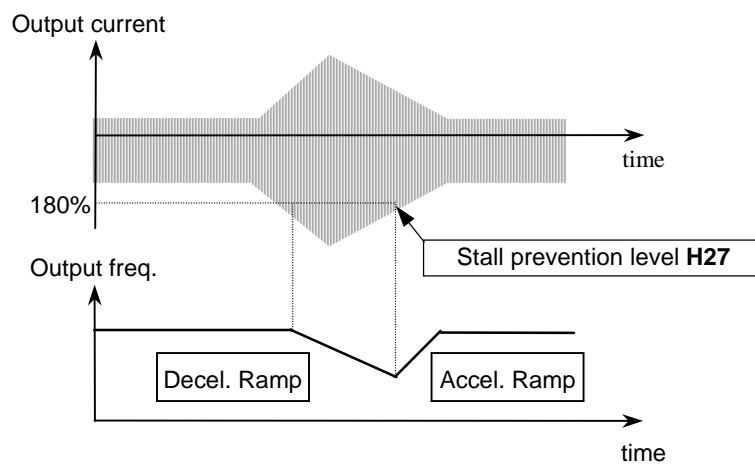 Output current
time
180%
Stall prevention level H27
Output freq.
Decel. Ramp
Accel. Ramp
time